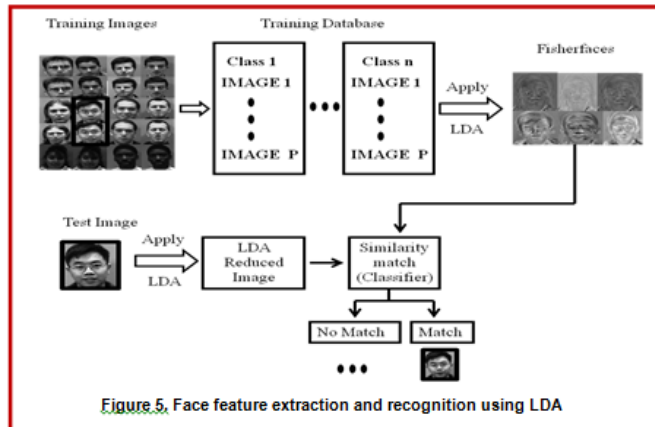 Training Images
Training Database
Fisherfaces
Class 1
IMAGE 1
IMAGE P
Class n
IMAGE 1
IMAGE P
Apply
LDA
Test Image
Apply
LDA
LDA
Reduced
Image
Similarity
match
(Classifier)
No Match
Match
Figure 5. Face feature extraction and recognition using LDA